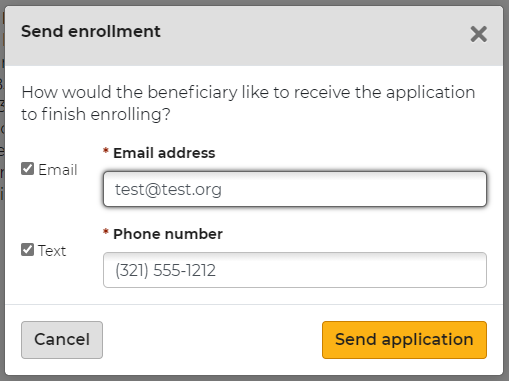 Send enrollment
How would the beneficiary like to receive the application
to finish enrolling?
* Email address
Email
test@test.org
* Phone number
Text
(321) 555-1212
Cancel
Send application